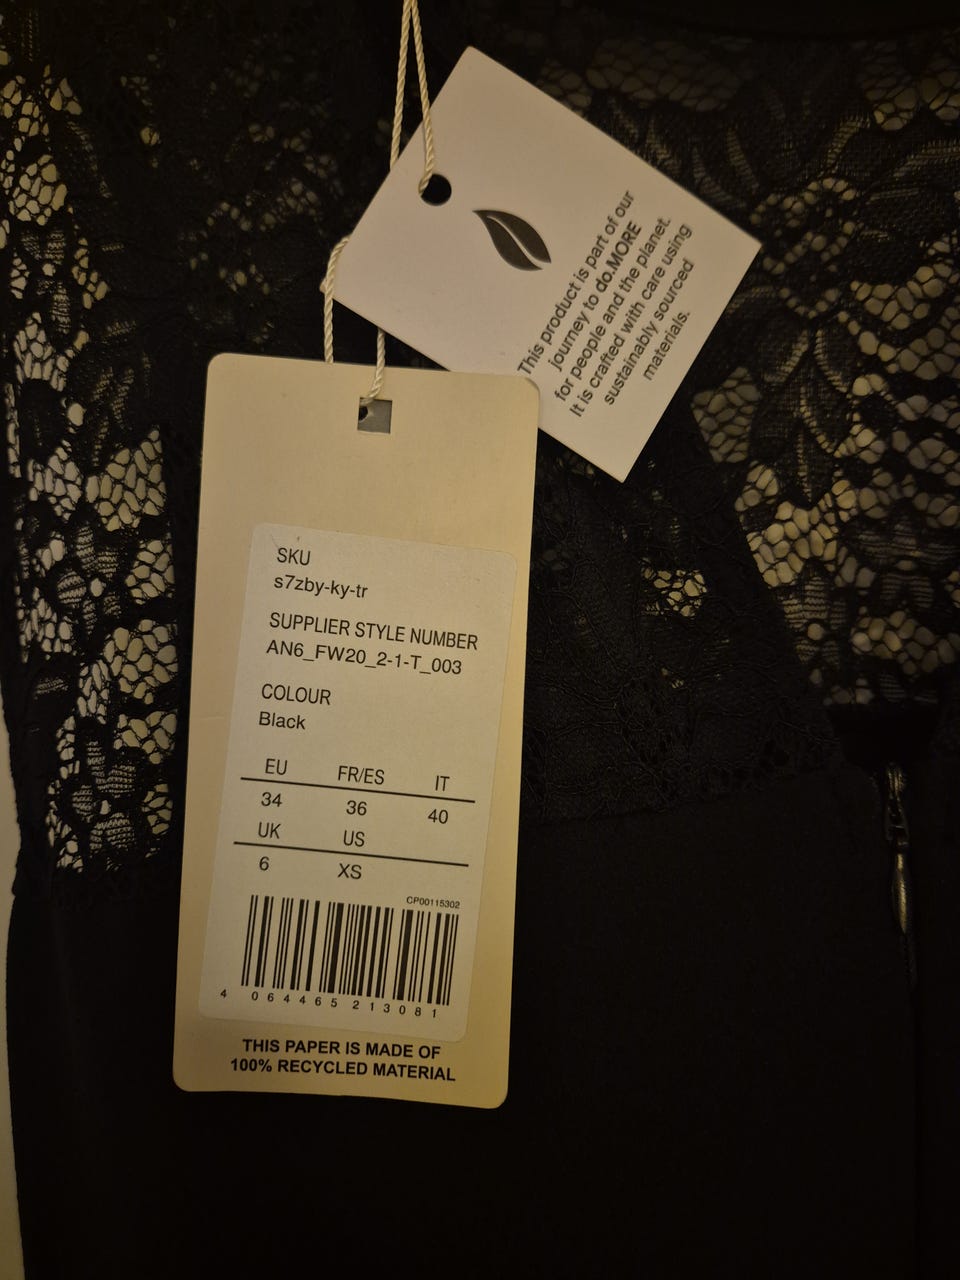 This product is part of our
journey to do.MORE
for people and the planet.
It is crafted with care using
sustainably sourced
materials.
SKU
s7zby-ky-tr
SUPPLIER STYLE NUMBER
AN6_FW20_2-1-T_003
COLOUR
Black
EU FR/ES IT
34 36 40
UK US
6 XS
CP00115302
4 064465 213081
THIS PAPER IS MADE OF
100% RECYCLED MATERIAL